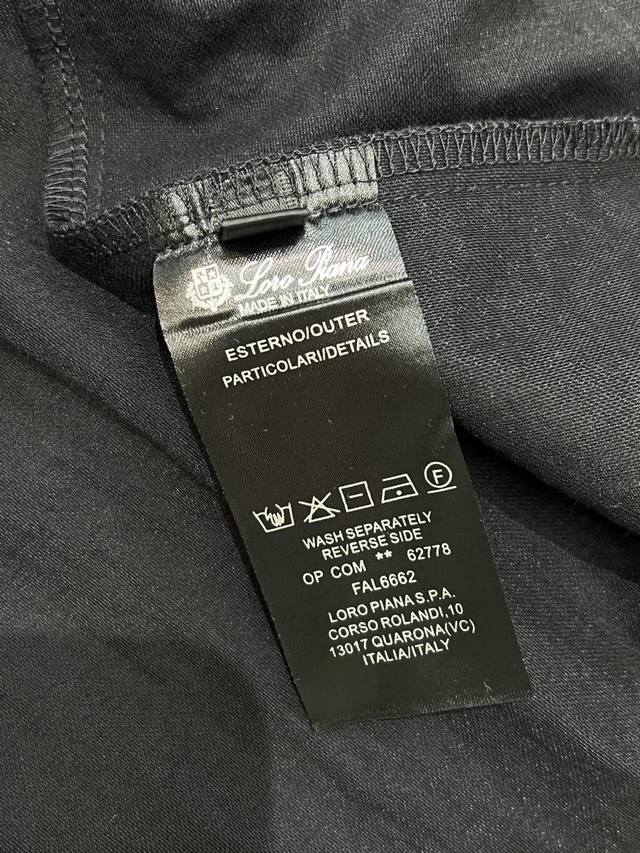 Loro Piana
MADE IN ITALY
ESTERNO/OUTER
PARTICOLARI/DETAILS
F
WASH SEPARATELY
REVERSE SIDE
OP COM ** 62778
FAL6662
LORO PIANA S.P.A.
CORSO ROLANDI,10
13017 QUARONA(VC)
ITALIA/ITALY